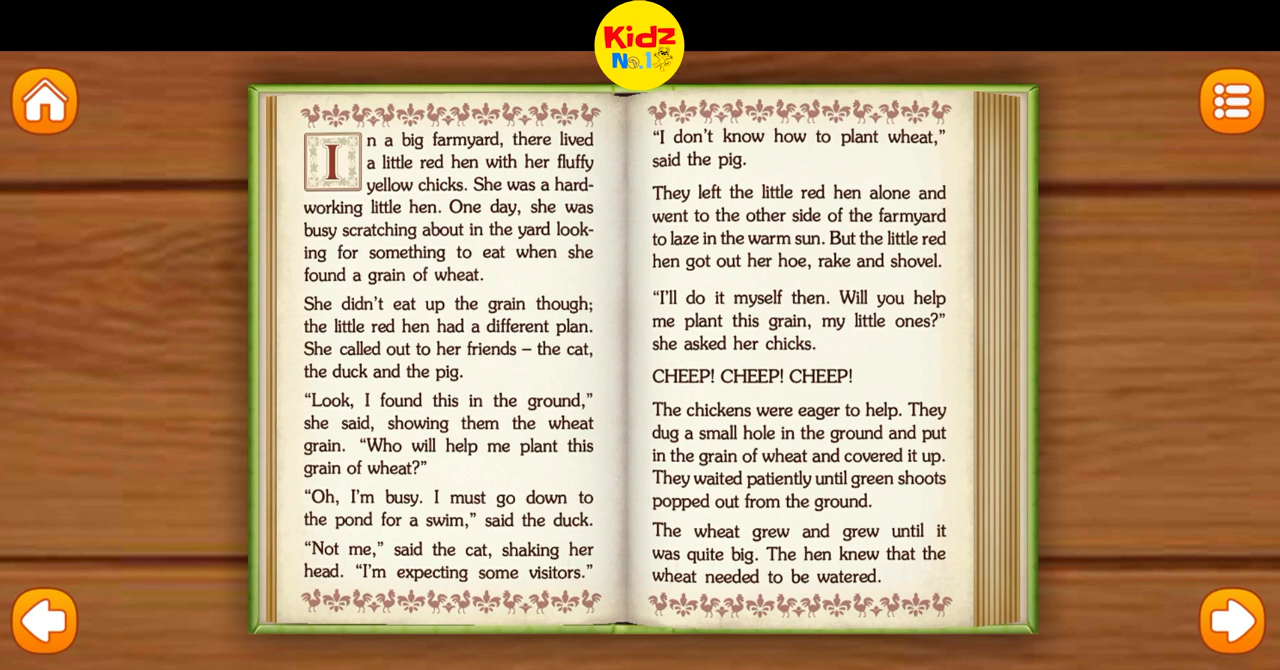 Kidz
No.1
In a big farmyard, there lived
a little red hen with her fluffy
yellow chicks. She was a hard-
working little hen. One day, she was
busy scratching about in the yard look-
ing for something to eat when she
found a grain of wheat.
She didn’t eat up the grain though;
the little red hen had a different plan.
She called out to her friends – the cat,
the duck and the pig.
“Look, I found this in the ground,”
she said, showing them the wheat
grain. “Who will help me plant this
grain of wheat?”
“Oh, I’m busy. I must go down to
the pond for a swim,” said the duck.
“Not me,” said the cat, shaking her
head. “I’m expecting some visitors.”
“I don’t know how to plant wheat,”
said the pig.
They left the little red hen alone and
went to the other side of the farmyard
to laze in the warm sun. But the little red
hen got out her hoe, rake and shovel.
“I’ll do it myself then. Will you help
me plant this grain, my little ones?”
she asked her chicks.
CHEEP! CHEEP! CHEEP!
The chickens were eager to help. They
dug a small hole in the ground and put
in the grain of wheat and covered it up.
They waited patiently until green shoots
popped out from the ground.
The wheat grew and grew until it
was quite big. The hen knew that the
wheat needed to be watered.